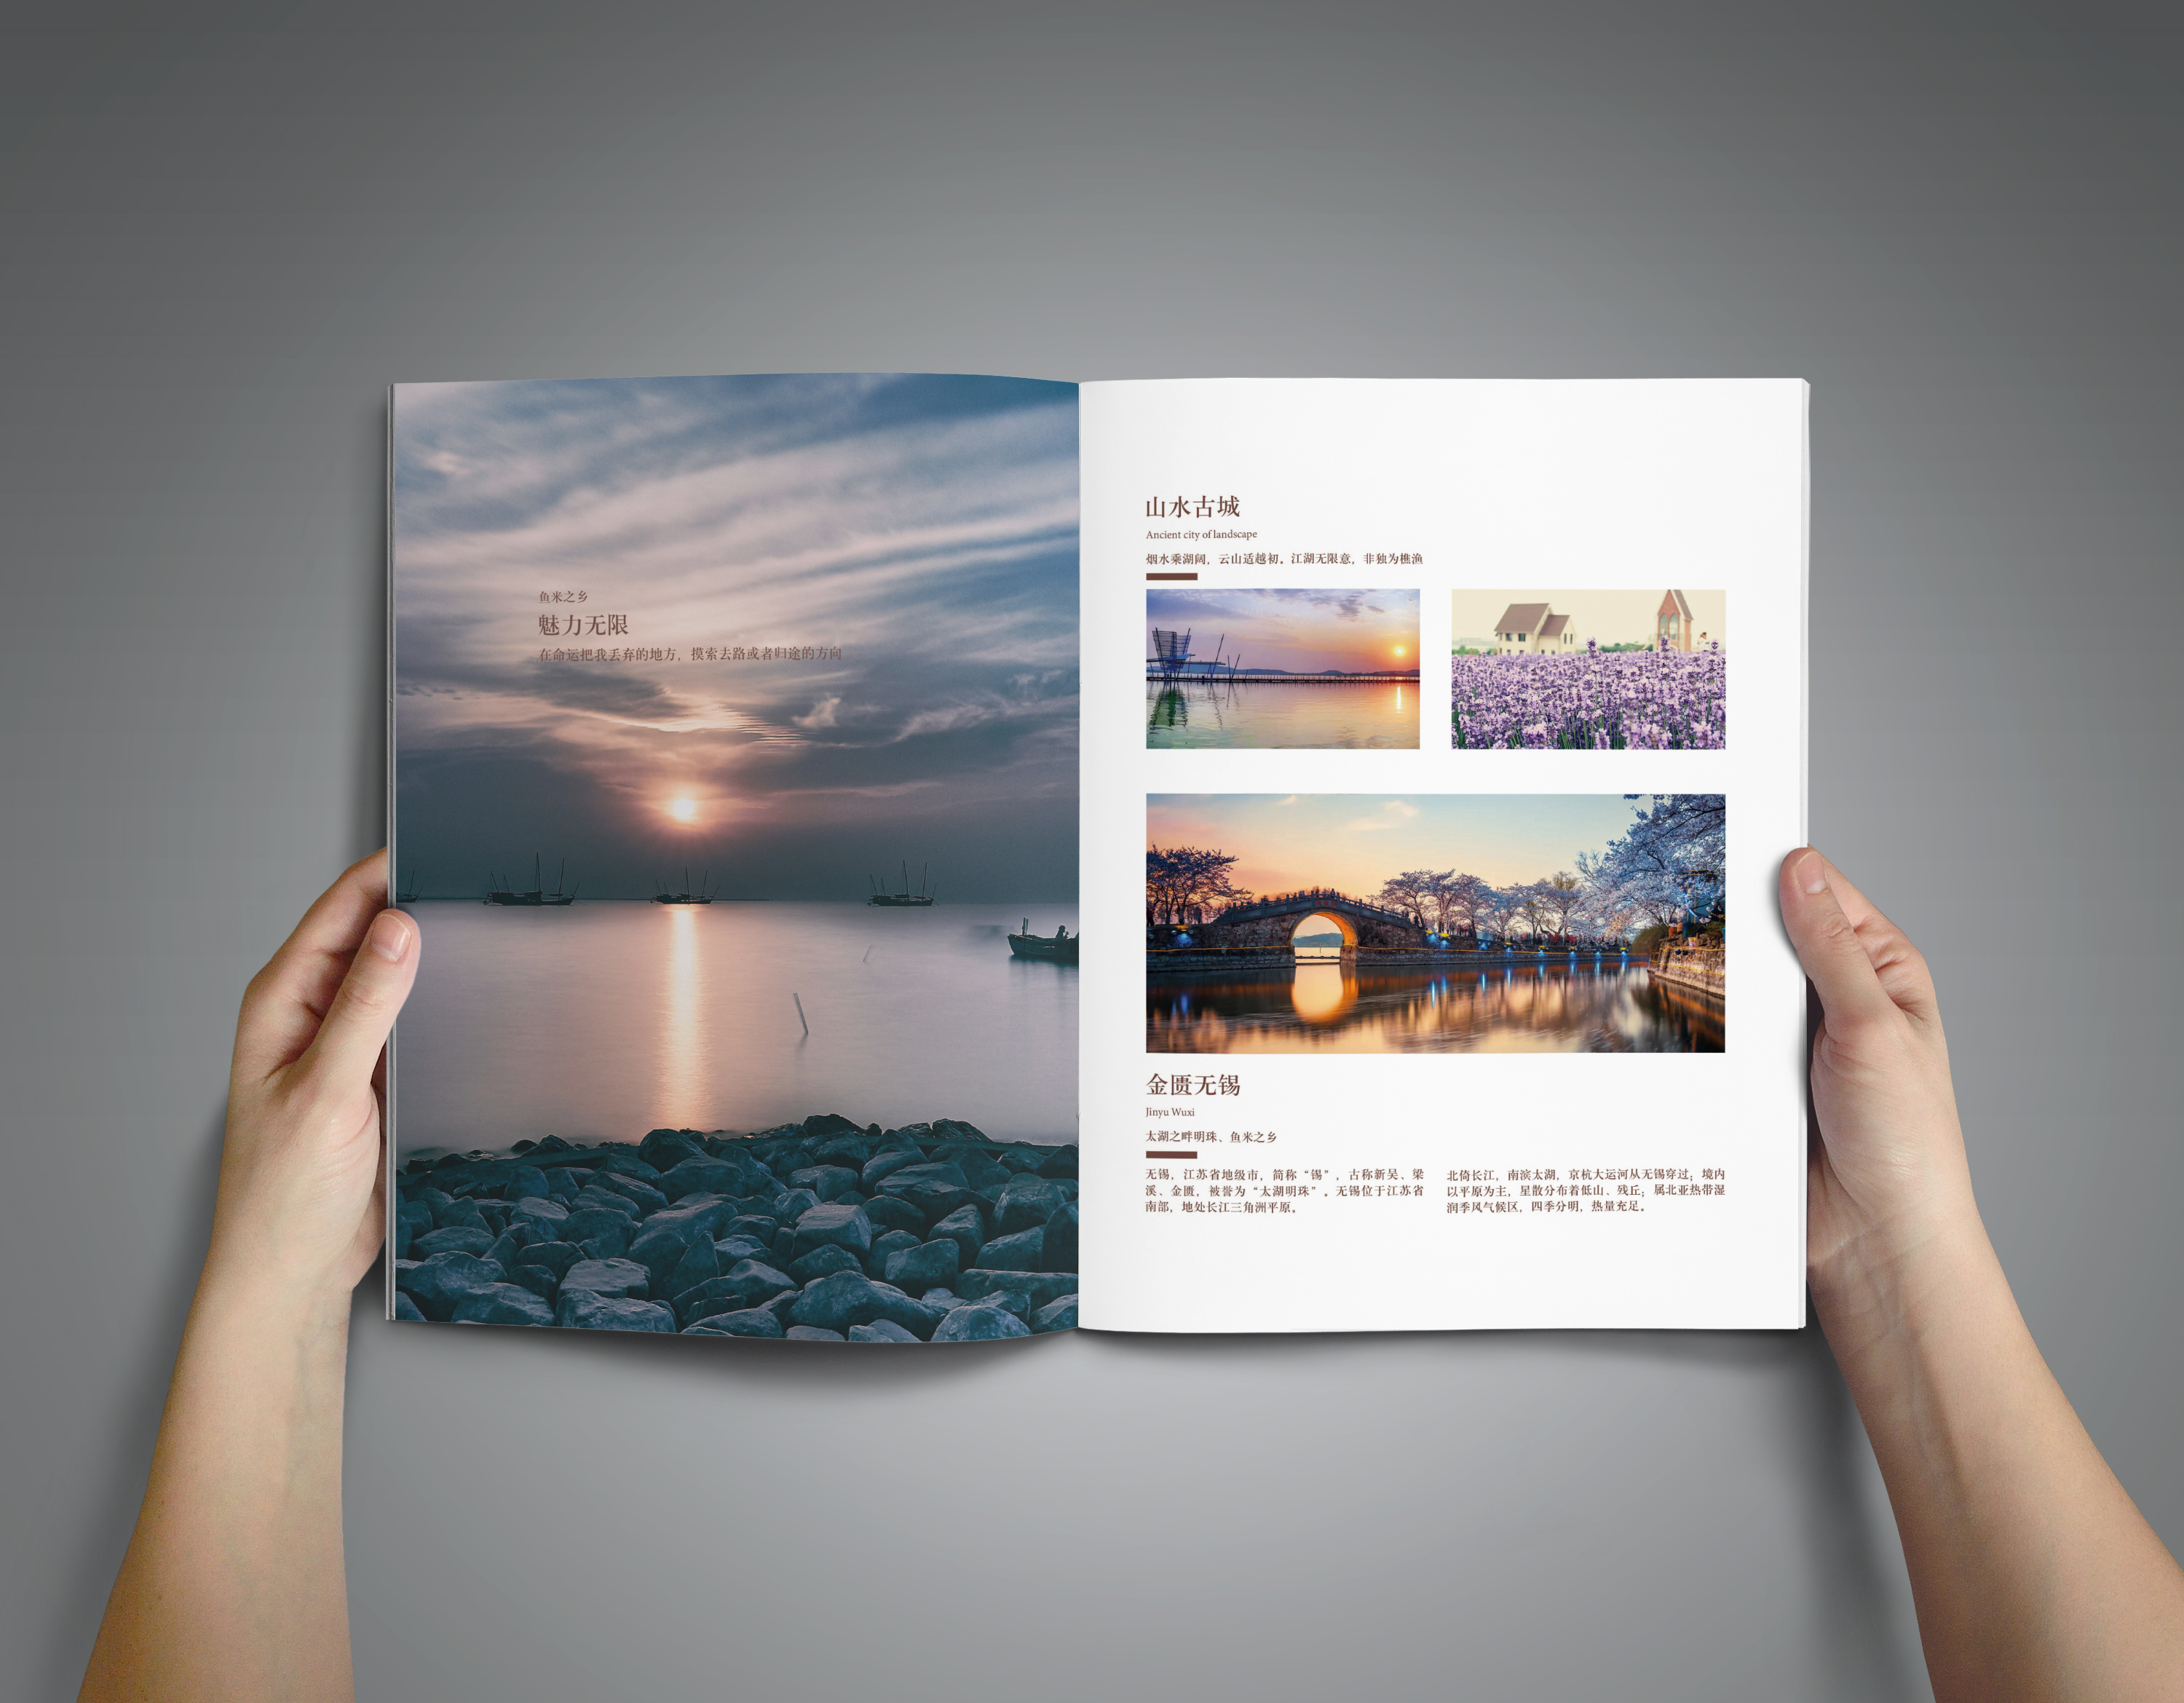 鱼米之乡
魅力无限
在命运把我丢弃的地方，摸索去路或者归途的方向
山水古城
Ancient city of landscape
烟水乘湖阔，云山适越初。江湖无限意，非独为樵渔
金匮无锡
Jinyu Wuxi
太湖之畔明珠、鱼米之乡
无锡，江苏省地级市，简称“锡”，古称新吴、梁
溪、金匮，被誉为“太湖明珠”。无锡位于江苏省
南部，地处长江三角洲平原。
北倚长江，南滨太湖，京杭大运河从无锡穿过；境内
以平原为主，星散分布着低山、残丘；属北亚热带湿
润季风气候区，四季分明，热量充足。